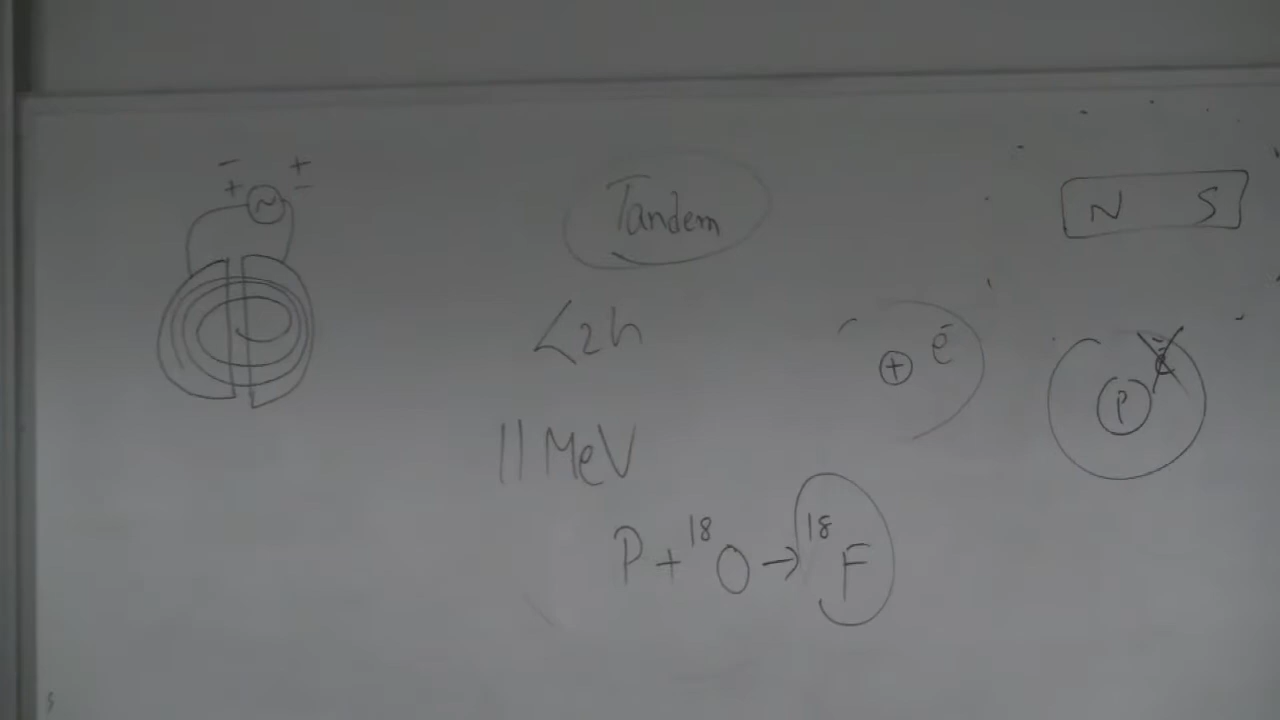 - +
+ ~ -
Tandem
N S
<2h
+ e-
P e-
11 MeV
P + ¹⁸O → ¹⁸F